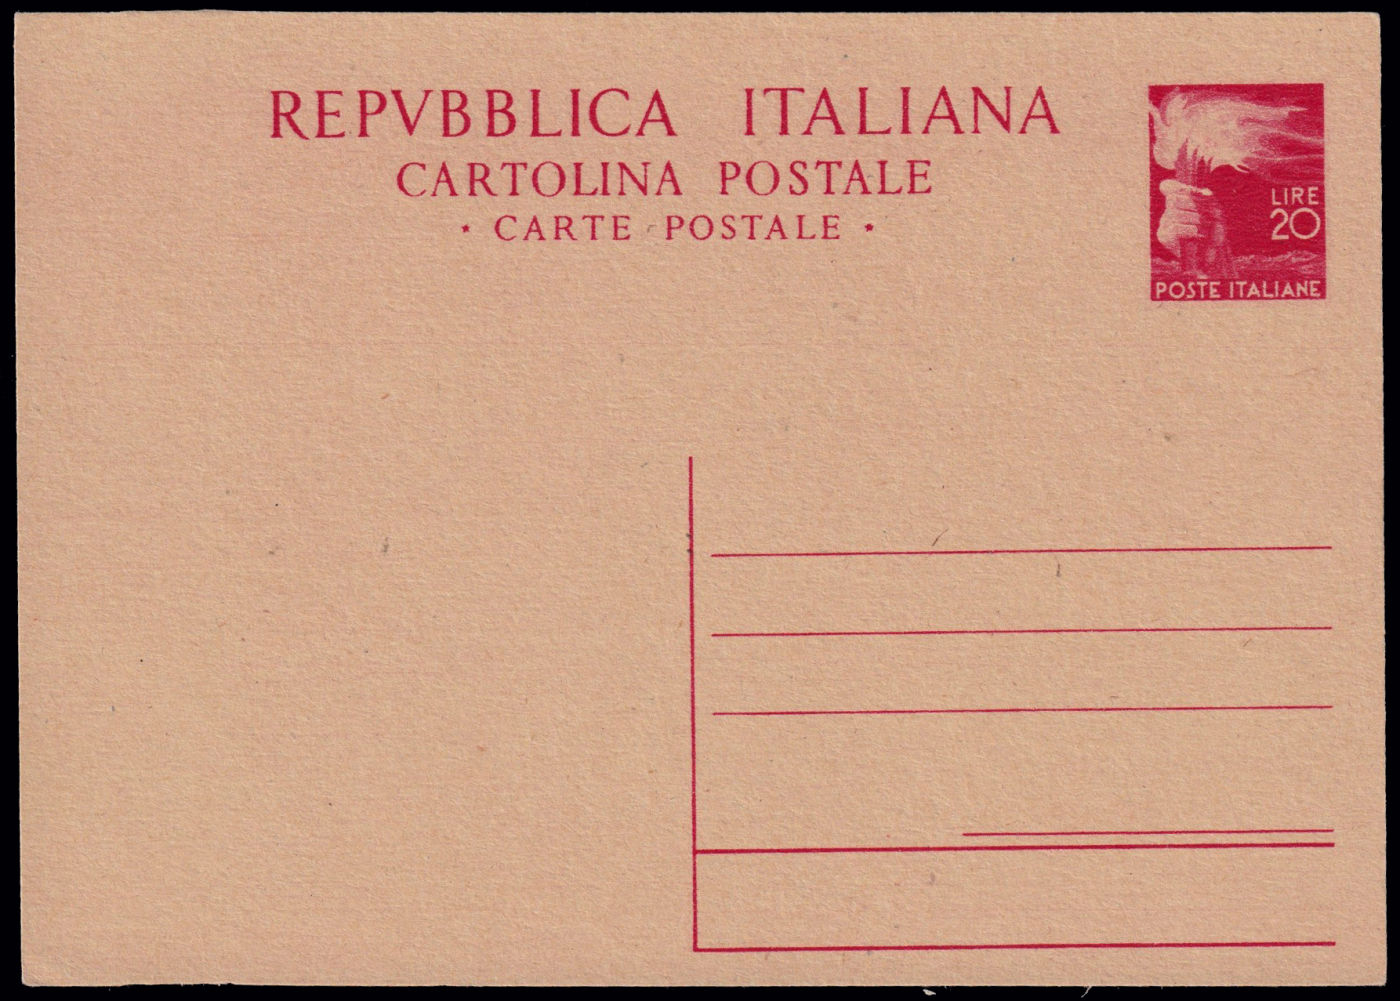 REPVBBLICA ITALIANA
CARTOLINA POSTALE
⋆ CARTE POSTALE ⋆
LIRE
20
POSTE ITALIANE